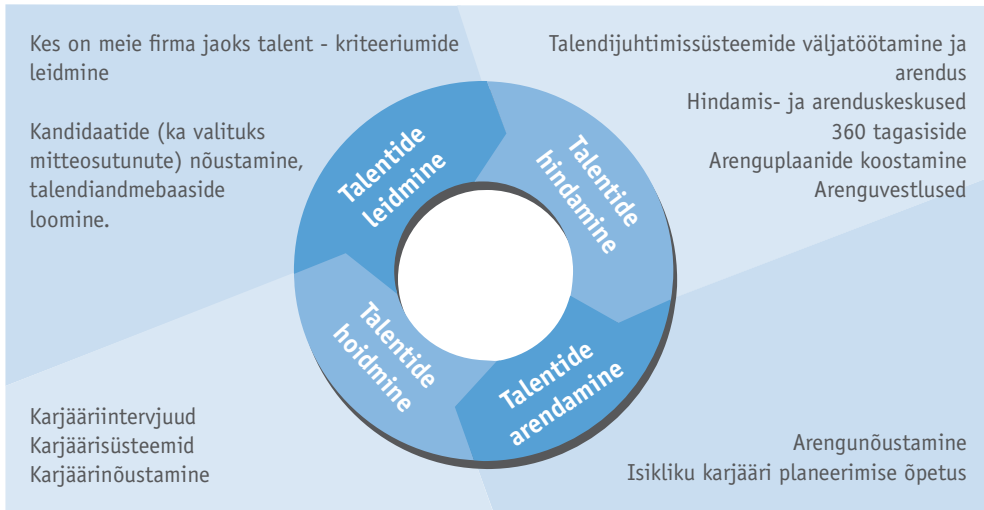 Kes on meie firma jaoks talent - kriteeriumide
leidmine
Kandidaatide (ka valituks
mitteosutunute) nõustamine,
talendiandmebaaside
loomine.
Talendijuhtimissüsteemide väljatöötamine ja
arendus
Hindamis- ja arenduskeskused
360 tagasiside
Arenguplaanide koostamine
Arenguvestlused
Talentide
leidmine
Talentide
hindamine
Talentide
hoidmine
Talentide
arendamine
Karjääriintervjuud
Karjäärisüsteemid
Karjäärinõustamine
Arengunõustamine
Isikliku karjääri planeerimise õpetus